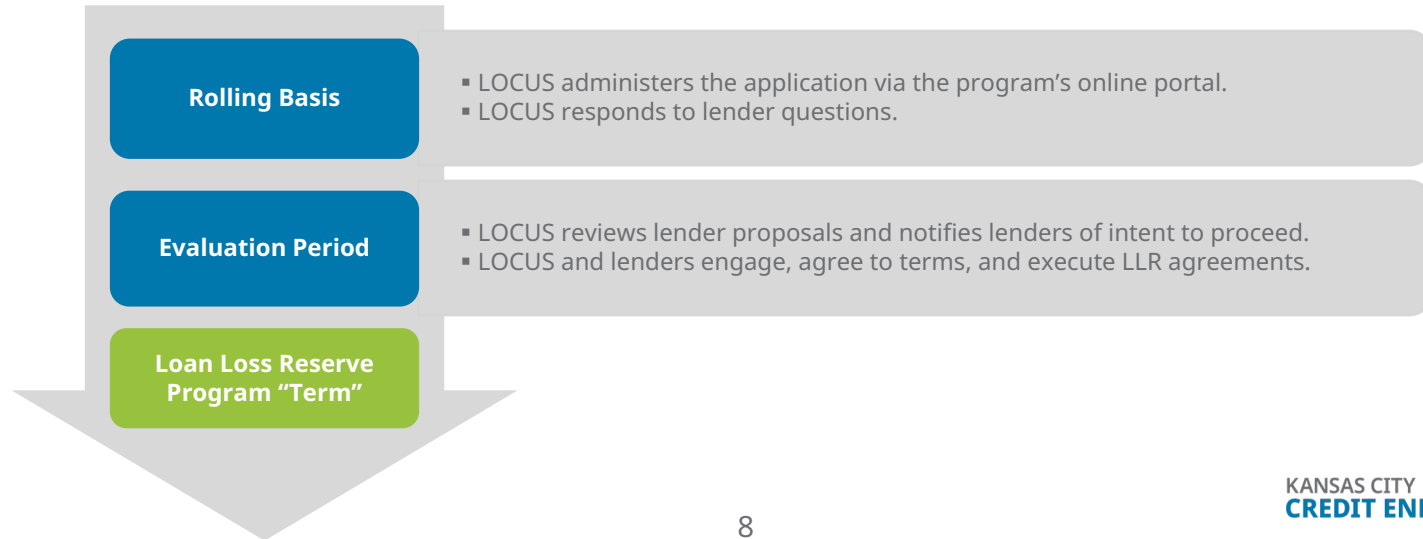 Rolling Basis
▪ LOCUS administers the application via the program’s online portal.
▪ LOCUS responds to lender questions.
Evaluation Period
▪ LOCUS reviews lender proposals and notifies lenders of intent to proceed.
▪ LOCUS and lenders engage, agree to terms, and execute LLR agreements.
Loan Loss Reserve
Program “Term”
8
KANSAS CITY
CREDIT